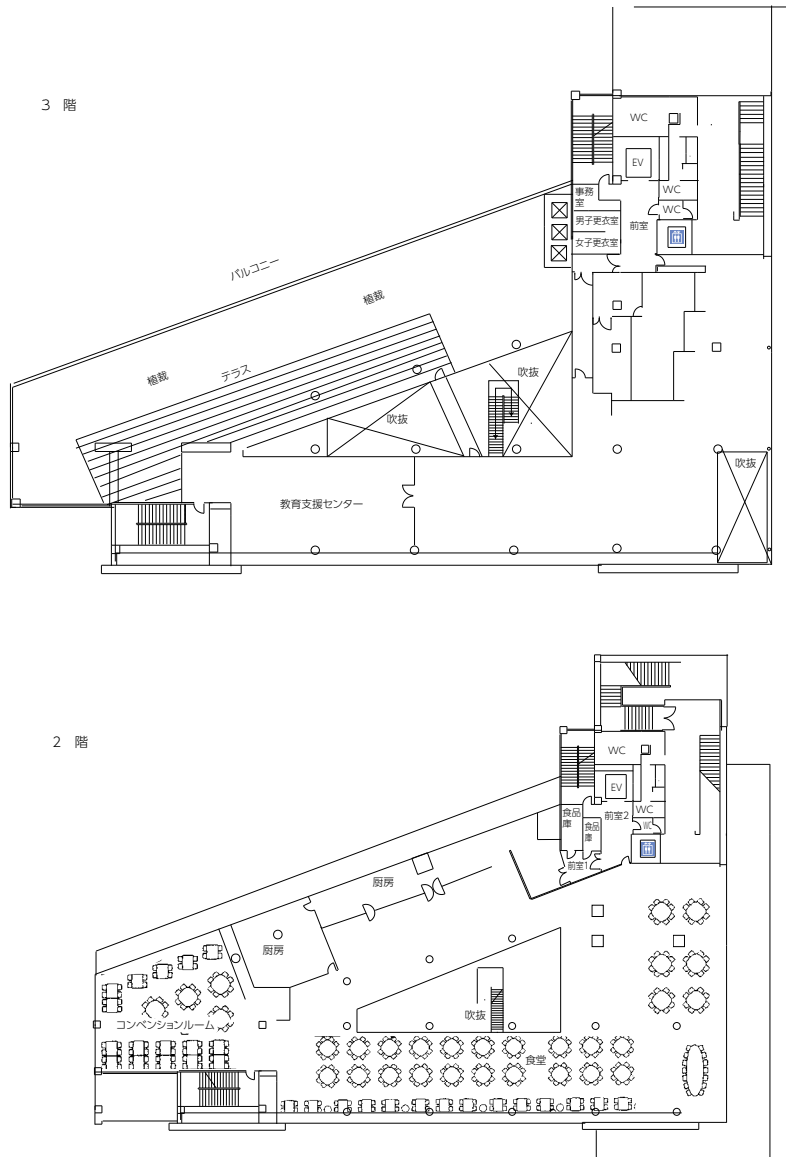 3 階
WC
EV
事務
室
WC
男子更衣室
前室
WC
女子更衣室
バルコニー
植裁
テラス
植裁
吹抜
吹抜
吹抜
教育支援センター
2 階
WC
EV
食品
庫
前室2
WC
食品
庫
WC
前室1
厨房
厨房
吹抜
コンベンションルーム
食堂